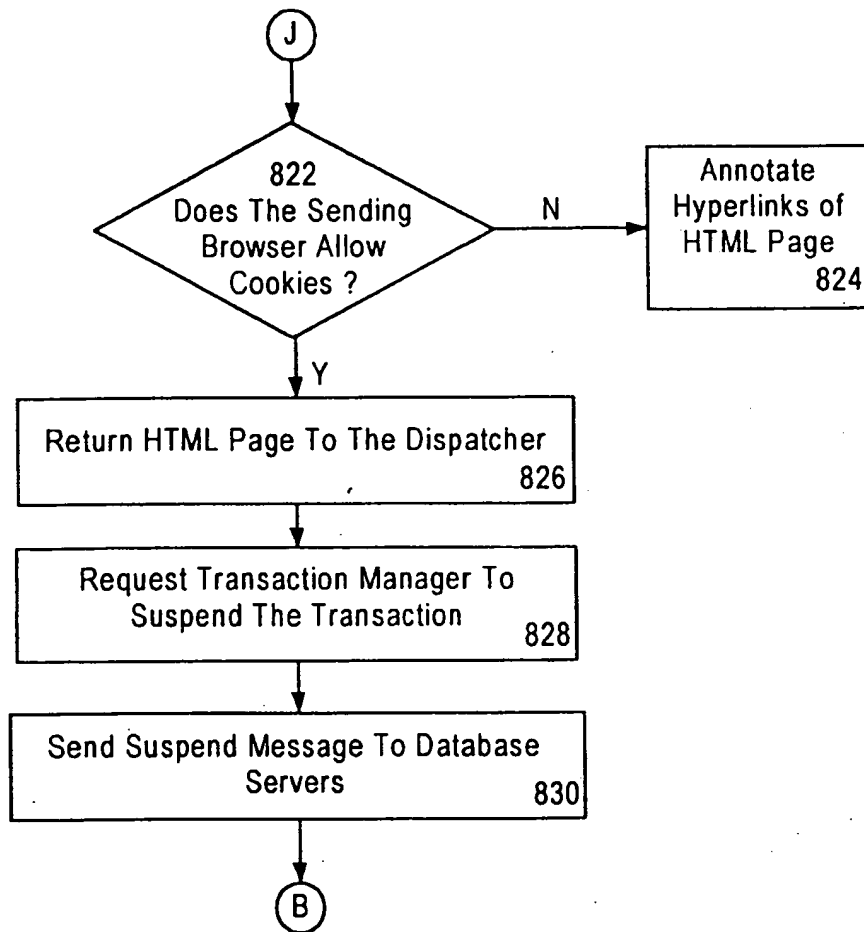 J
822
Does The Sending
Browser Allow
Cookies ?
N
Annotate
Hyperlinks of
HTML Page
824
Y
Return HTML Page To The Dispatcher
826
Request Transaction Manager To
Suspend The Transaction
828
Send Suspend Message To Database
Servers
830
B